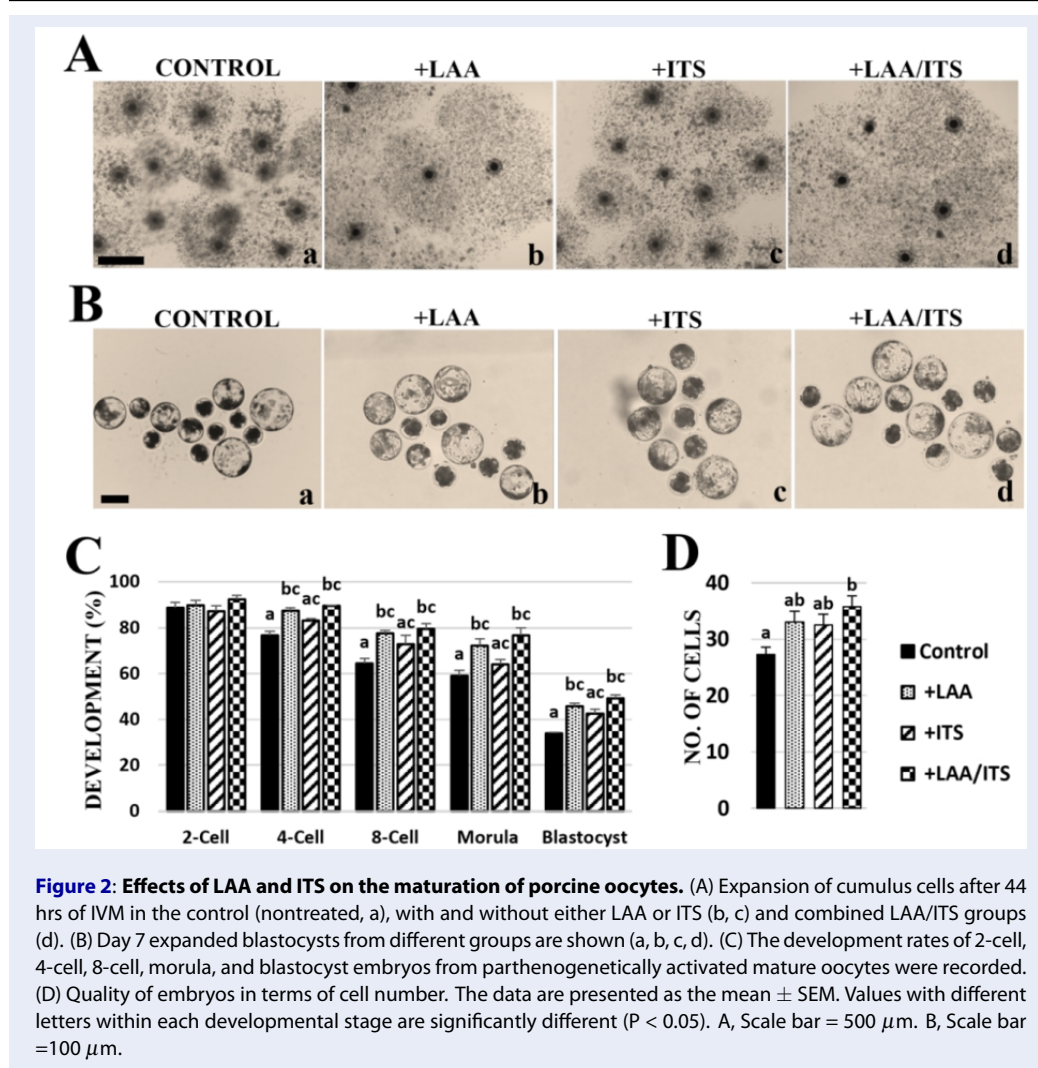 A
CONTROL +LAA +ITS +LAA/ITS
a b c d
B
CONTROL +LAA +ITS +LAA/ITS
a b c d
C
DEVELOPMENT (%)
100
80
60
40
20
0
a bc ac bc
a bc ac bc
a bc ac bc
a bc ac bc
2-Cell 4-Cell 8-Cell Morula Blastocyst
D
NO. OF CELLS
40
30
20
10
0
a ab ab b
Control
+LAA
+ITS
+LAA/ITS
Figure 2: Effects of LAA and ITS on the maturation of porcine oocytes. (A) Expansion of cumulus cells after 44
hrs of IVM in the control (nontreated, a), with and without either LAA or ITS (b, c) and combined LAA/ITS groups
(d). (B) Day 7 expanded blastocysts from different groups are shown (a, b, c, d). (C) The development rates of 2-cell,
4-cell, 8-cell, morula, and blastocyst embryos from parthenogenetically activated mature oocytes were recorded.
(D) Quality of embryos in terms of cell number. The data are presented as the mean ± SEM. Values with different
letters within each developmental stage are significantly different (P < 0.05). A, Scale bar = 500 μm. B, Scale bar
=100 μm.